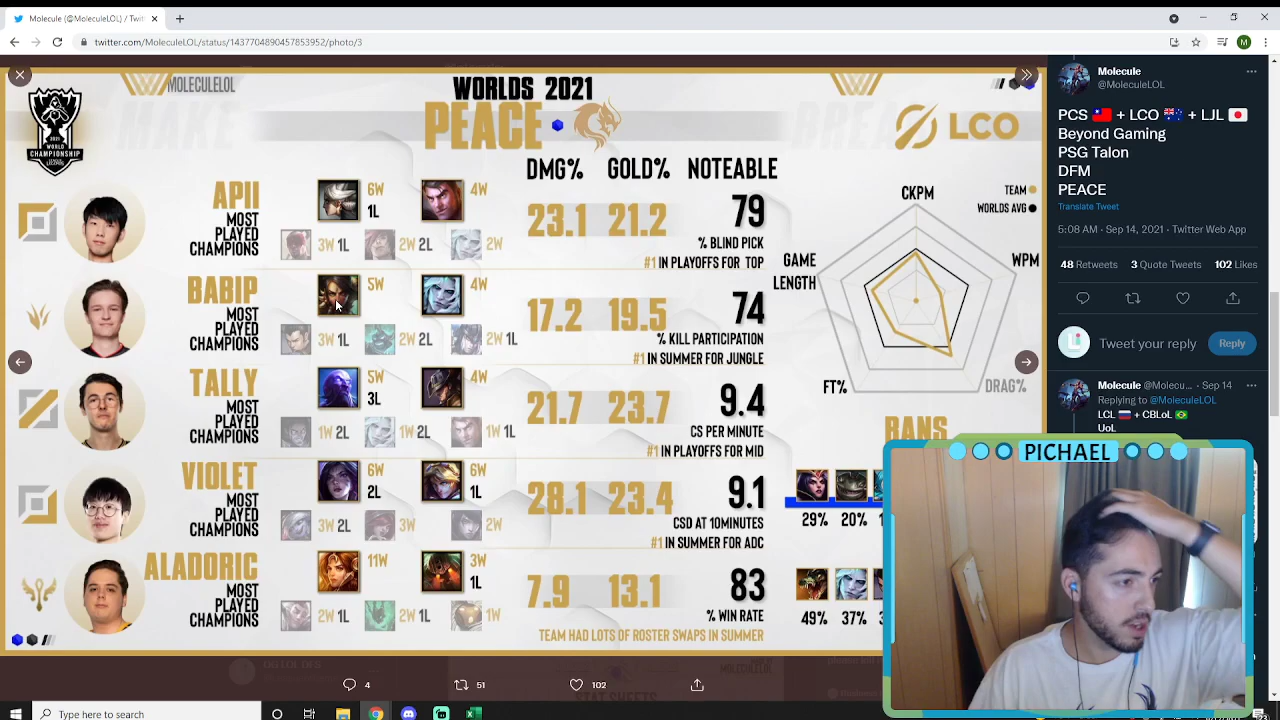 Molecule (@MoleculeLOL) / Twitt
twitter.com/MoleculeLOL/status/1437704890457853952/photo/3
M
MOLECULELOL
WORLDS 2021
PEACE
LCO
2021
WORLD
CHAMPIONSHIP
DMG% GOLD% NOTEABLE
APII
MOST
PLAYED
CHAMPIONS
6W
1L
4W
3W 1L
2W 2L
2W
23.1 21.2
79
% BLIND PICK
#1 IN PLAYOFFS FOR TOP
BABIP
MOST
PLAYED
CHAMPIONS
5W
4W
3W 1L
2W 2L
2W 1L
17.2 19.5
74
% KILL PARTICIPATION
#1 IN SUMMER FOR JUNGLE
TALLY
MOST
PLAYED
CHAMPIONS
5W
3L
4W
1W 2L
1W 2L
1W 1L
21.7 23.7
9.4
CS PER MINUTE
#1 IN PLAYOFFS FOR MID
VIOLET
MOST
PLAYED
CHAMPIONS
6W
2L
6W
1L
3W 2L
3W
2W
28.1 23.4
9.1
CSD AT 10MINUTES
#1 IN SUMMER FOR ADC
ALADORIC
MOST
PLAYED
CHAMPIONS
11W
3W
1L
2W 1L
2W 1L
1W
7.9 13.1
83
% WIN RATE
TEAM HAD LOTS OF ROSTER SWAPS IN SUMMER
CKPM
TEAM
WORLDS AVG
GAME
LENGTH
WPM
FT%
DRAG%
BANS
29% 20%
49% 37%
PICHAEL
4
51
102
Molecule
@MoleculeLOL
PCS + LCO + LJL
Beyond Gaming
PSG Talon
DFM
PEACE
Translate Tweet
5:08 AM · Sep 14, 2021 · Twitter Web App
48 Retweets 3 Quote Tweets 102 Likes
Tweet your reply
Reply
Molecule @Molecu... · Sep 14
Replying to @MoleculeLOL
LCL + CBLoL
UoL
Type here to search